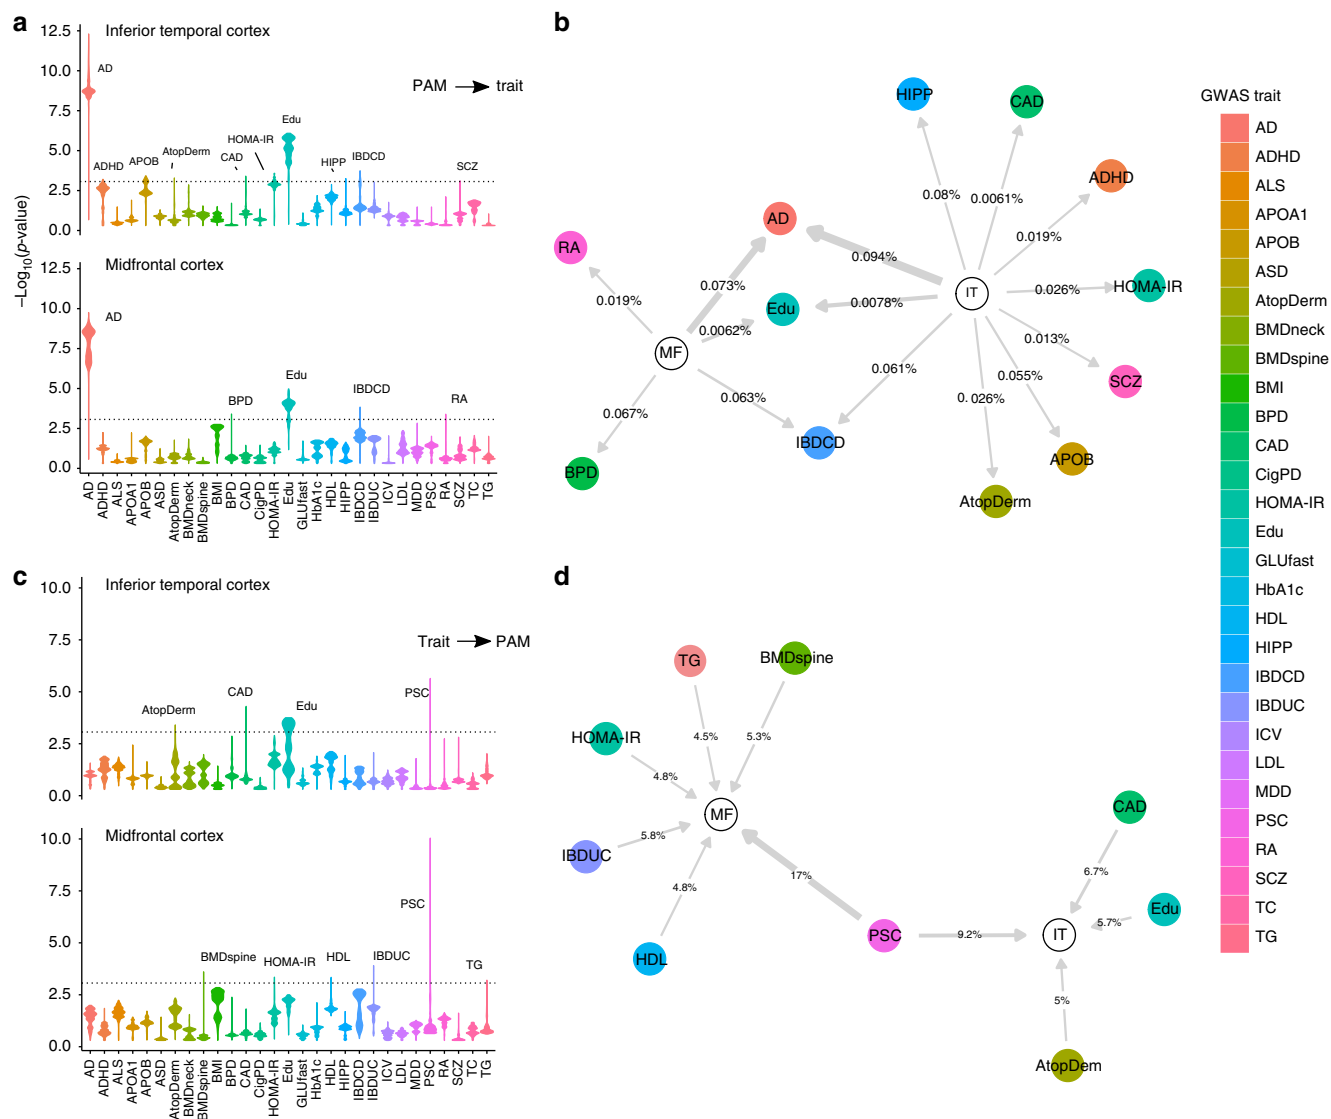 a
Inferior temporal cortex
12.5
10.0
7.5
5.0
2.5
0.0
AD
ADHD
APOB
AtopDerm
CAD
HOMA-IR
Edu
HIPP
IBDCD
SCZ
PAM → trait
−Log10(p-value)
Midfrontal cortex
12.5
10.0
7.5
5.0
2.5
0.0
AD
BPD
Edu
IBDCD
RA
AD
ADHD
ALS
APOA1
APOB
ASD
AtopDerm
BMDneck
BMDspine
BMI
BPD
CAD
CigPD
HOMA-IR
Edu
GLUfast
HbA1c
HDL
HIPP
IBDCD
IBDUC
ICV
LDL
MDD
PSC
RA
SCZ
TC
TG
b
HIPP
CAD
ADHD
AD
RA
Edu
IT
HOMA-IR
MF
SCZ
IBDCD
APOB
BPD
AtopDerm
0.08%
0.0061%
0.019%
0.094%
0.073%
0.019%
0.026%
0.0078%
0.0062%
0.013%
0.061%
0.055%
0.026%
0.063%
0.067%
GWAS trait
AD
ADHD
ALS
APOA1
APOB
ASD
AtopDerm
BMDneck
BMDspine
BMI
BPD
CAD
CigPD
HOMA-IR
Edu
GLUfast
HbA1c
HDL
HIPP
IBDCD
IBDUC
ICV
LDL
MDD
PSC
RA
SCZ
TC
TG
c
Inferior temporal cortex
10.0
7.5
5.0
2.5
0.0
Trait → PAM
AtopDerm
CAD
Edu
PSC
Midfrontal cortex
10.0
7.5
5.0
2.5
0.0
BMDspine
HOMA-IR
HDL
IBDUC
PSC
TG
AD
ADHD
ALS
APOA1
APOB
ASD
AtopDerm
BMDneck
BMDspine
BMI
BPD
CAD
CigPD
HOMA-IR
Edu
GLUfast
HbA1c
HDL
HIPP
IBDCD
IBDUC
ICV
LDL
MDD
PSC
RA
SCZ
TC
TG
d
TG
BMDspine
HOMA-IR
MF
IBDUC
HDL
PSC
CAD
Edu
IT
AtopDem
4.5%
5.3%
4.8%
5.8%
4.8%
17%
9.2%
6.7%
5.7%
5%